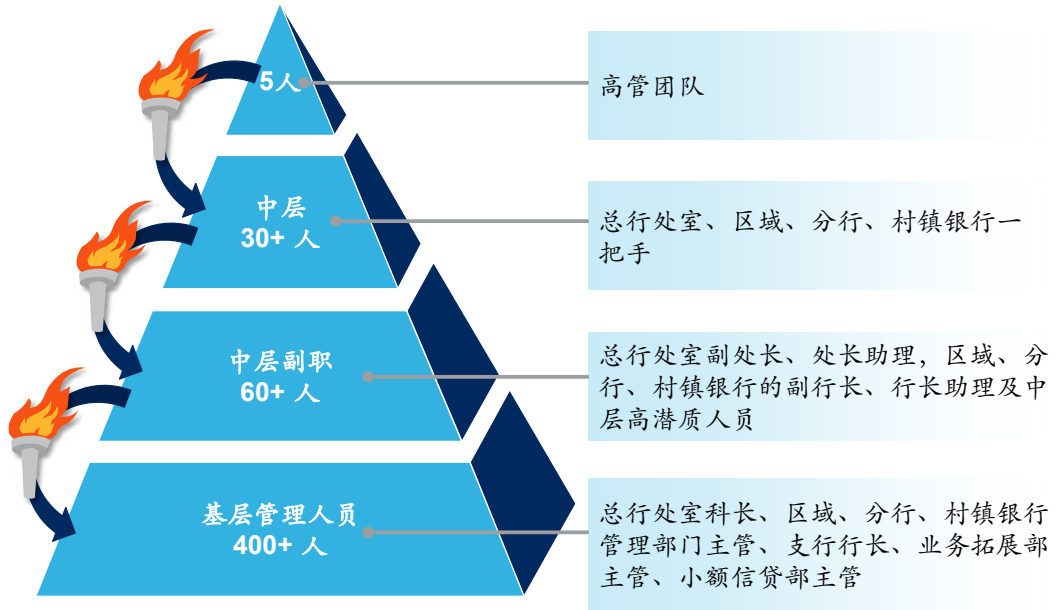 5人
高管团队
中层
30+ 人
总行处室、区域、分行、村镇银行一
把手
中层副职
60+ 人
总行处室副处长、处长助理，区域、分
行、村镇银行的副行长、行长助理及中
层高潜质人员
基层管理人员
400+ 人
总行处室科长、区域、分行、村镇银行
管理部门主管、支行行长、业务拓展部
主管、小额信贷部主管